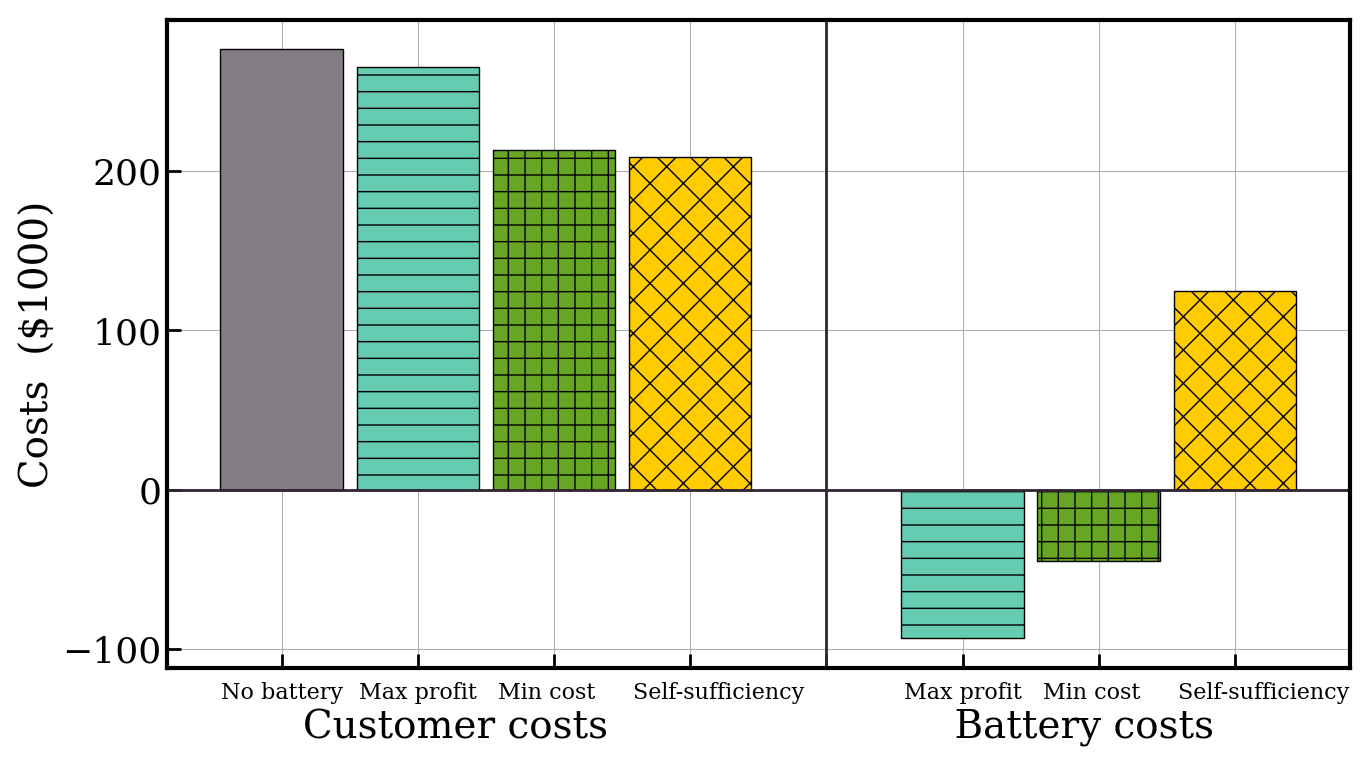 Costs ($1000)
200
100
0
−100
No battery Max profit Min cost Self-sufficiency Max profit Min cost Self-sufficiency
Customer costs Battery costs